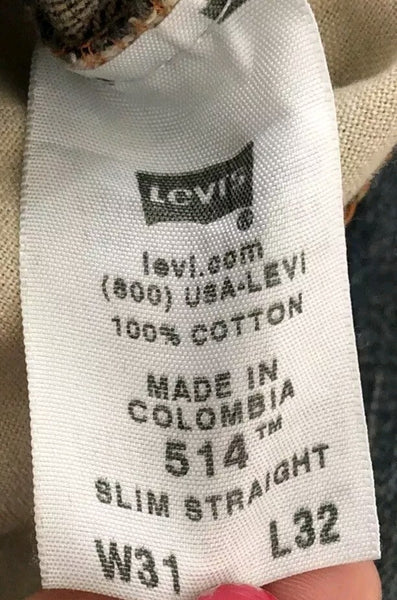 LEVI'S
®
levi.com
(800) USA-LEVI
100% COTTON
MADE IN
COLOMBIA
514™
SLIM STRAIGHT
W31 L32